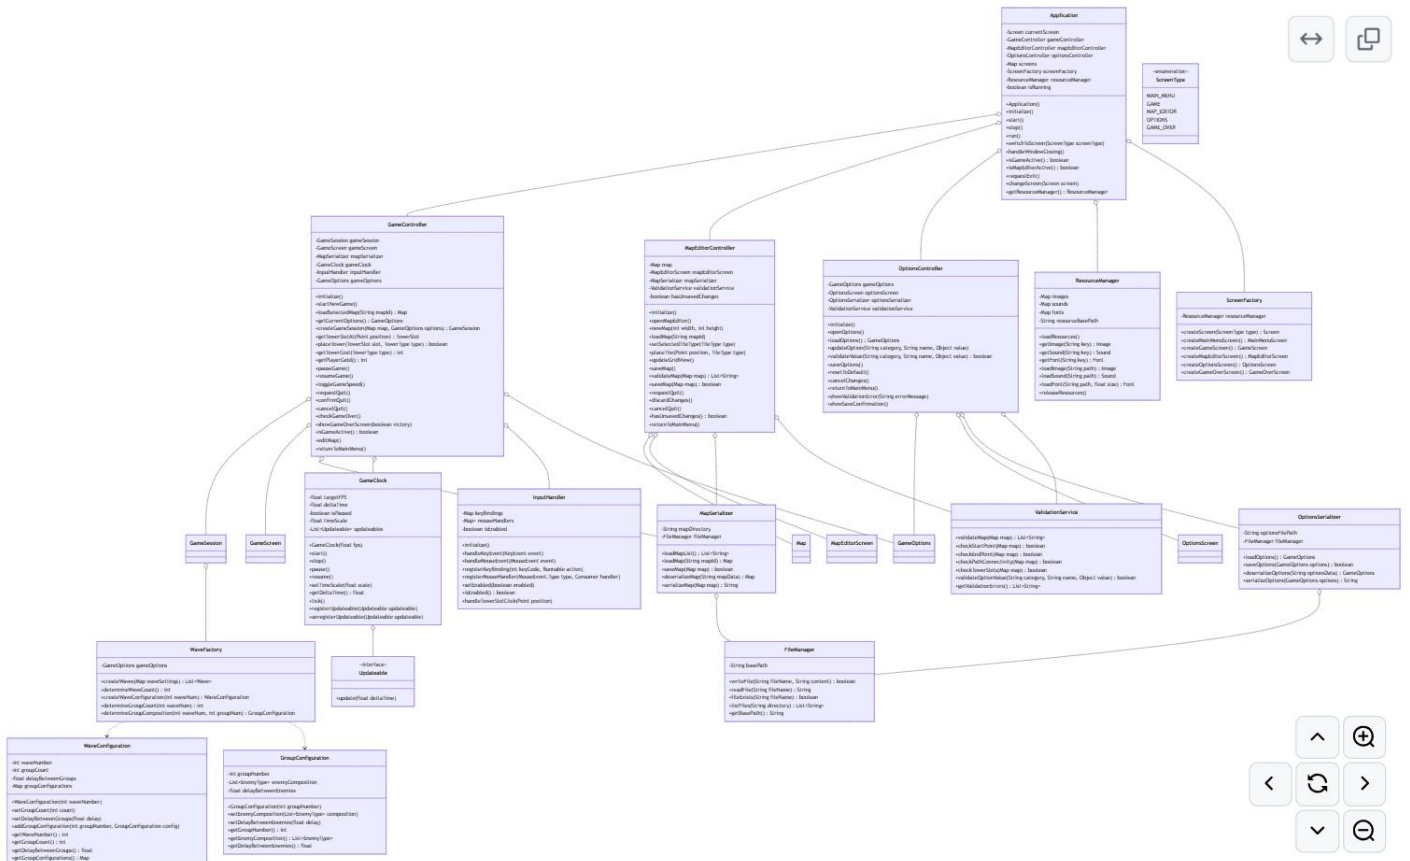 Application
-Screen currentScreen
-GameController gameController
-MapEditorController mapEditorController
-OptionsController optionsController
-Map screens
-ScreenFactory screenFactory
-ResourceManager resourceManager
-boolean isRunning
+Application()
+initialize()
+start()
+stop()
+run()
+switchToScreen(ScreenType screenType)
+handleWindowClosing()
+isGameActive() : boolean
+isMapEditorActive() : boolean
+requestExit()
+changeScreen(Screen screen)
+getResourceManager() : ResourceManager
«enumeration»
ScreenType
MAIN_MENU
GAME
MAP_EDITOR
OPTIONS
GAME_OVER
GameController
-GameSession gameSession
-GameScreen gameScreen
-MapSerializer mapSerializer
-GameClock gameClock
-InputHandler inputHandler
-GameOptions gameOptions
+initialize()
+startNewGame()
+loadSelectedMap(String mapId) : Map
+getCurrentOptions() : GameOptions
+createGameSession(Map map, GameOptions options) : GameSession
+getTowerSlotAt(Point position) : TowerSlot
+placeTower(TowerSlot slot, TowerType type) : boolean
+getTowerCost(TowerType type) : int
+getPlayerGold() : int
+pauseGame()
+resumeGame()
+toggleGameSpeed()
+requestQuit()
+confirmQuit()
+cancelQuit()
+checkGameOver()
+showGameOverScreen(boolean victory)
+isGameActive() : boolean
+editMap()
+returnToMainMenu()
MapEditorController
-Map map
-MapEditorScreen mapEditorScreen
-MapSerializer mapSerializer
-ValidationService validationService
-boolean hasUnsavedChanges
+initialize()
+openMapEditor()
+newMap(int width, int height)
+loadMap(String mapId)
+setSelectedTileType(TileType type)
+placeTile(Point position, TileType type)
+updateGridView()
+saveMap()
+validateMap(Map map) : List<String>
+saveMap(Map map) : boolean
+requestQuit()
+discardChanges()
+cancelQuit()
+hasUnsavedChanges() : boolean
+returnToMainMenu()
OptionsController
-GameOptions gameOptions
-OptionsScreen optionsScreen
-OptionsSerializer optionsSerializer
-ValidationService validationService
+initialize()
+openOptions()
+loadOptions() : GameOptions
+updateOption(String category, String name, Object value)
+validateValue(String category, String name, Object value) : boolean
+saveOptions()
+resetToDefault()
+cancelChanges()
+returnToMainMenu()
+showValidationError(String errorMessage)
+showSaveConfirmation()
ResourceManager
-Map images
-Map sounds
-Map fonts
-String resourceBasePath
+loadResources()
+getImage(String key) : Image
+getSound(String key) : Sound
+getFont(String key) : Font
+loadImage(String path) : Image
+loadSound(String path) : Sound
+loadFont(String path, float size) : Font
+releaseResources()
ScreenFactory
-ResourceManager resourceManager
+createScreen(ScreenType type) : Screen
+createMainMenuScreen() : MainMenuScreen
+createGameScreen() : GameScreen
+createMapEditorScreen() : MapEditorScreen
+createOptionsScreen() : OptionsScreen
+createGameOverScreen() : GameOverScreen
GameSession
GameScreen
GameClock
-float targetFPS
-float deltaTime
-boolean isPaused
-float timeScale
-List<Updateable> updateables
+GameClock(float fps)
+start()
+stop()
+pause()
+resume()
+setTimeScale(float scale)
+getDeltaTime() : float
+tick()
+registerUpdateable(Updateable updateable)
+unregisterUpdateable(Updateable updateable)
InputHandler
-Map keyBindings
-Map> mouseHandlers
-boolean isEnabled
+initialize()
+handleKeyEvent(KeyEvent event)
+handleMouseEvent(MouseEvent event)
+registerKeyBinding(int keyCode, Runnable action)
+registerMouseHandler(MouseEvent.Type type, Consumer handler)
+setEnabled(boolean enabled)
+isEnabled() : boolean
+handleTowerSlotClick(Point position)
MapSerializer
-String mapDirectory
-FileManager fileManager
+loadMapList() : List<String>
+loadMap(String mapId) : Map
+saveMap(Map map) : boolean
+deserializeMap(String mapData) : Map
+serializeMap(Map map) : String
Map
MapEditorScreen
GameOptions
ValidationService
+validateMap(Map map) : List<String>
+checkStartPoint(Map map) : boolean
+checkEndPoint(Map map) : boolean
+checkPathConnectivity(Map map) : boolean
+checkTowerSlots(Map map) : boolean
+validateOptionValue(String category, String name, Object value) : boolean
+getValidationErrors() : List<String>
OptionsScreen
OptionsSerializer
-String optionsFilePath
-FileManager fileManager
+loadOptions() : GameOptions
+saveOptions(GameOptions options) : boolean
+deserializeOptions(String optionsData) : GameOptions
+serializeOptions(GameOptions options) : String
WaveFactory
-GameOptions gameOptions
+createWaves(Map waveSettings) : List<Wave>
+determineWaveCount() : int
+createWaveConfiguration(int waveNum) : WaveConfiguration
+determineGroupCount(int waveNum) : int
+determineGroupComposition(int waveNum, int groupNum) : GroupConfiguration
«interface»
Updateable
+update(float deltaTime)
FileManager
-String basePath
+writeFile(String fileName, String content) : boolean
+readFile(String fileName) : String
+fileExists(String fileName) : boolean
+listFiles(String directory) : List<String>
+getBasePath() : String
WaveConfiguration
-int waveNumber
-int groupCount
-float delayBetweenGroups
-Map groupConfigurations
+WaveConfiguration(int waveNumber)
+setGroupCount(int count)
+setDelayBetweenGroups(float delay)
+addGroupConfiguration(int groupNumber, GroupConfiguration config)
+getWaveNumber() : int
+getGroupCount() : int
+getDelayBetweenGroups() : float
+getGroupConfigurations() : Map
GroupConfiguration
-int groupNumber
-List<EnemyType> enemyComposition
-float delayBetweenEnemies
+GroupConfiguration(int groupNumber)
+setEnemyComposition(List<EnemyType> composition)
+setDelayBetweenEnemies(float delay)
+getGroupNumber() : int
+getEnemyComposition() : List<EnemyType>
+getDelayBetweenEnemies() : float